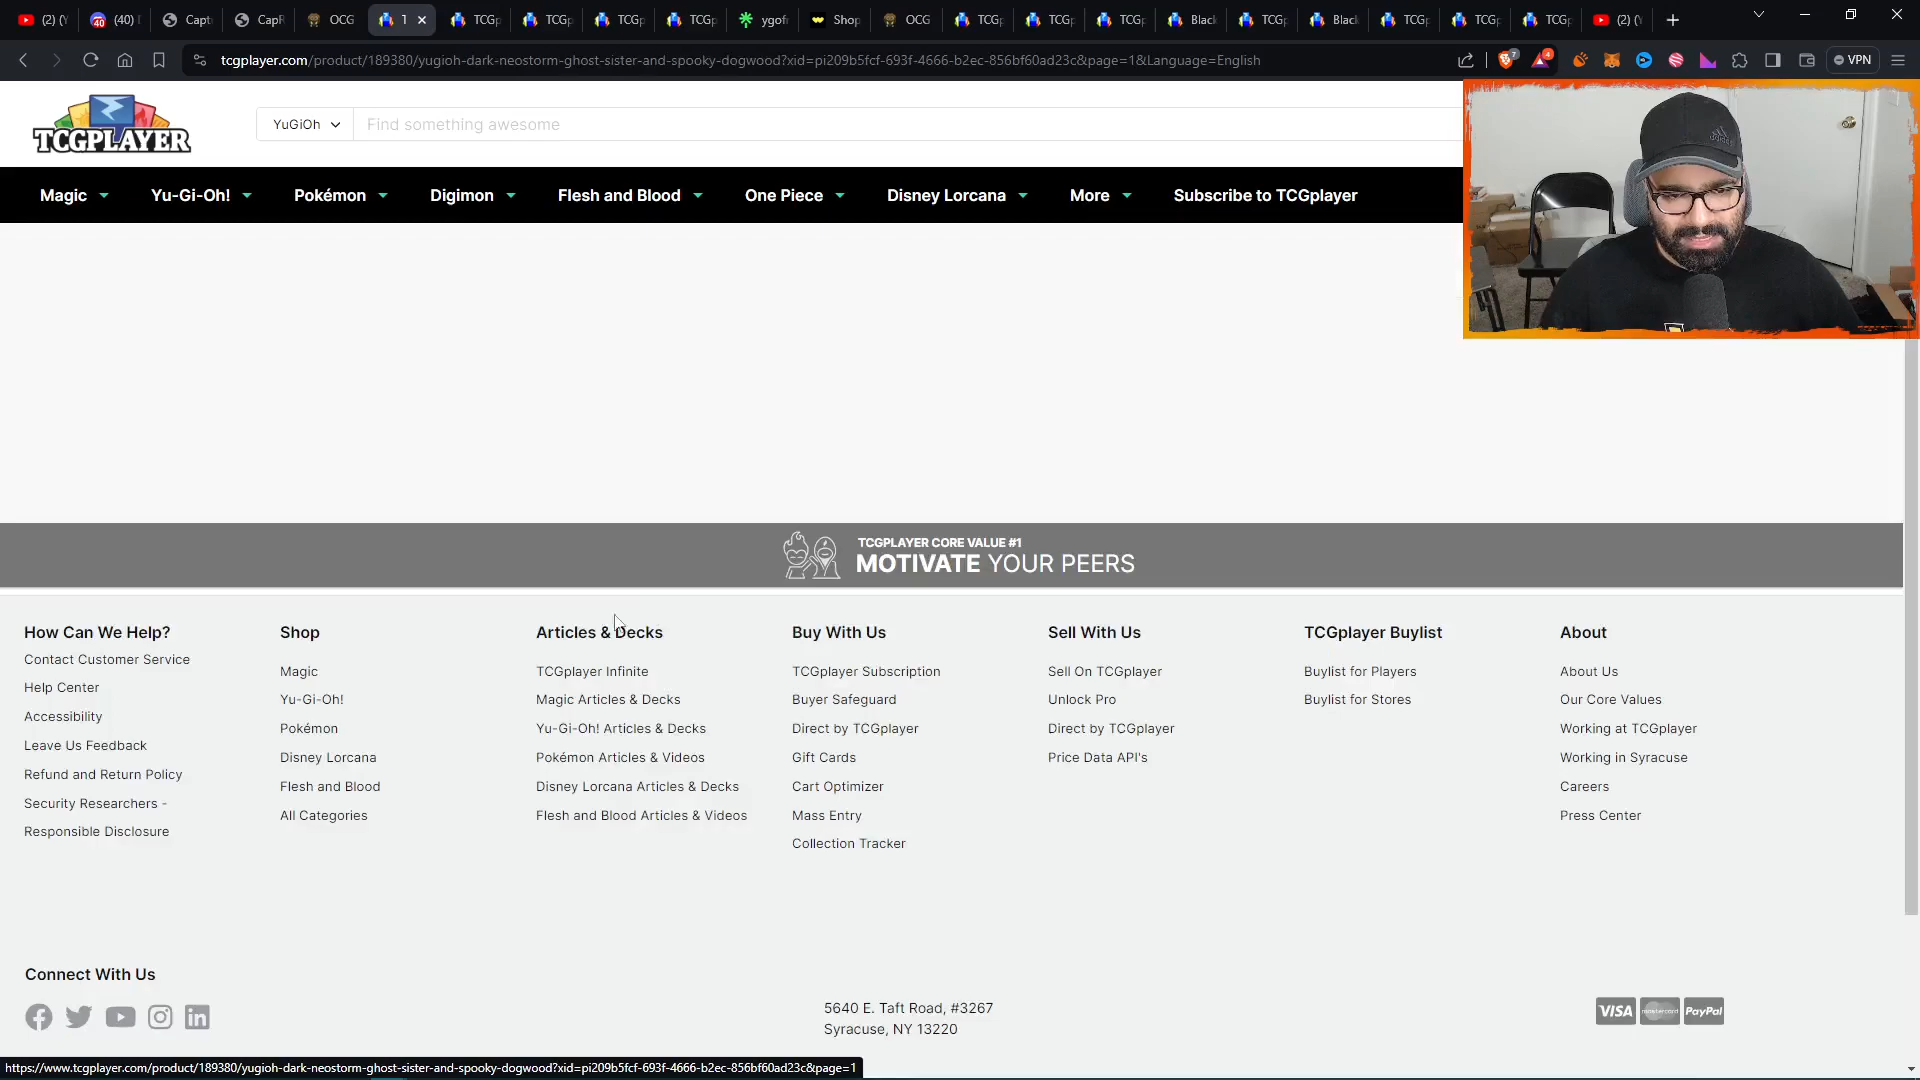 (2) (Y
(40)
Capt
CapF
OCG
1
TCG
TCG
TCG
TCG
ygof
Shop
OCG
TCG
TCG
TCG
Black
TCG
Black
TCG
TCG
TCG
(2) (Y
tcgplayer.com/product/189380/yugioh-dark-neostorm-ghost-sister-and-spooky-dogwood?xid=pi209b5fcf-693f-4666-b2ec-856bf60ad23c&page=1&Language=English
7
4
VPN
TCGPLAYER
YuGiOh
Find something awesome
Magic
Yu-Gi-Oh!
Pokémon
Digimon
Flesh and Blood
One Piece
Disney Lorcana
More
Subscribe to TCGplayer
TCGPLAYER CORE VALUE #1
MOTIVATE YOUR PEERS
How Can We Help?
Contact Customer Service
Help Center
Accessibility
Leave Us Feedback
Refund and Return Policy
Security Researchers -
Responsible Disclosure
Shop
Magic
Yu-Gi-Oh!
Pokémon
Disney Lorcana
Flesh and Blood
All Categories
Articles & Decks
TCGplayer Infinite
Magic Articles & Decks
Yu-Gi-Oh! Articles & Decks
Pokémon Articles & Videos
Disney Lorcana Articles & Decks
Flesh and Blood Articles & Videos
Buy With Us
TCGplayer Subscription
Buyer Safeguard
Direct by TCGplayer
Gift Cards
Cart Optimizer
Mass Entry
Collection Tracker
Sell With Us
Sell On TCGplayer
Unlock Pro
Direct by TCGplayer
Price Data API's
TCGplayer Buylist
Buylist for Players
Buylist for Stores
About
About Us
Our Core Values
Working at TCGplayer
Working in Syracuse
Careers
Press Center
Connect With Us
5640 E. Taft Road, #3267
Syracuse, NY 13220
VISA
mastercard
PayPal
https://www.tcgplayer.com/product/189380/yugioh-dark-neostorm-ghost-sister-and-spooky-dogwood?xid=pi209b5fcf-693f-4666-b2ec-856bf60ad23c&page=1